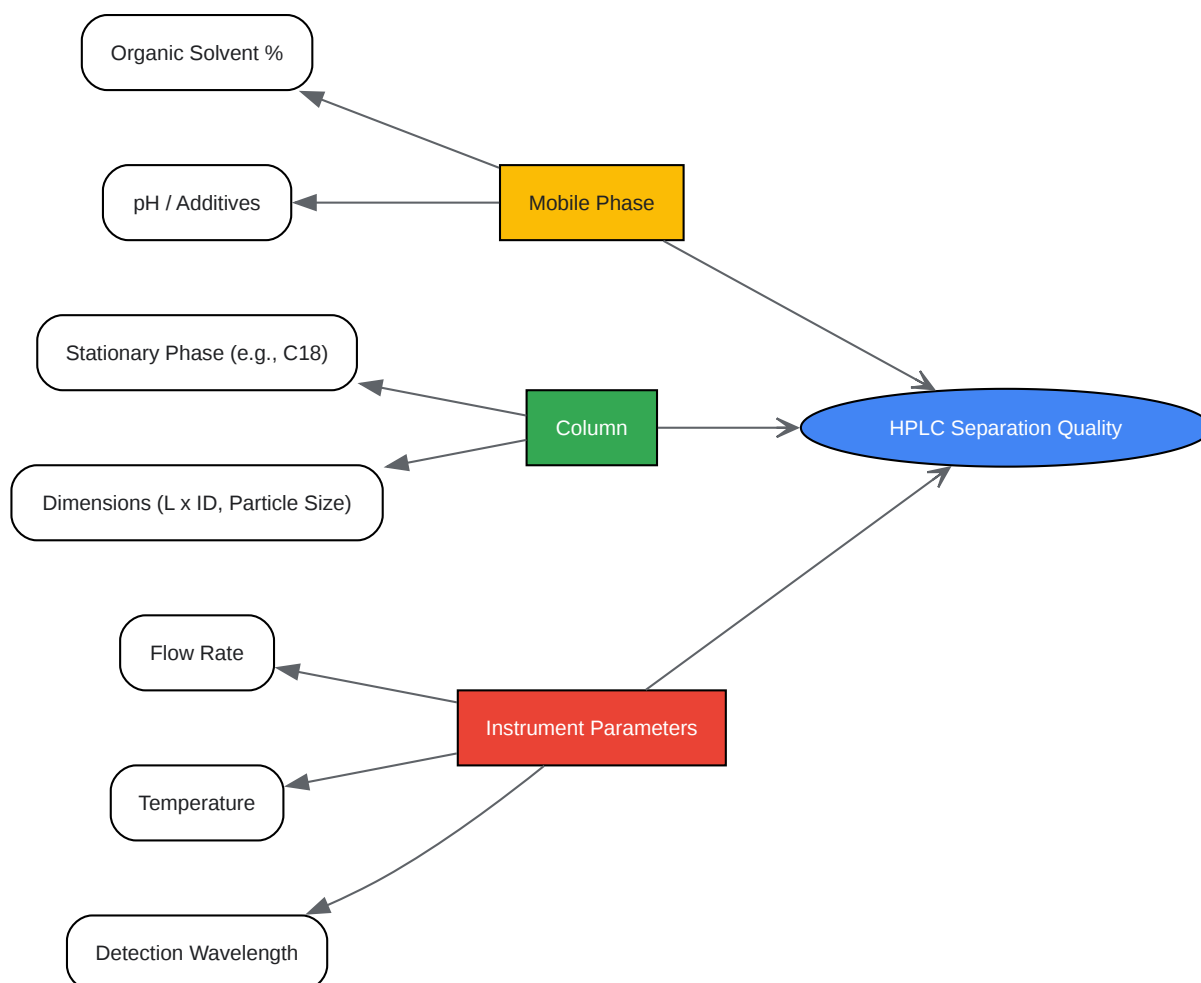 Organic Solvent %
pH / Additives
Mobile Phase
Stationary Phase (e.g., C18)
Column
HPLC Separation Quality
Dimensions (L x ID, Particle Size)
Flow Rate
Instrument Parameters
Temperature
Detection Wavelength